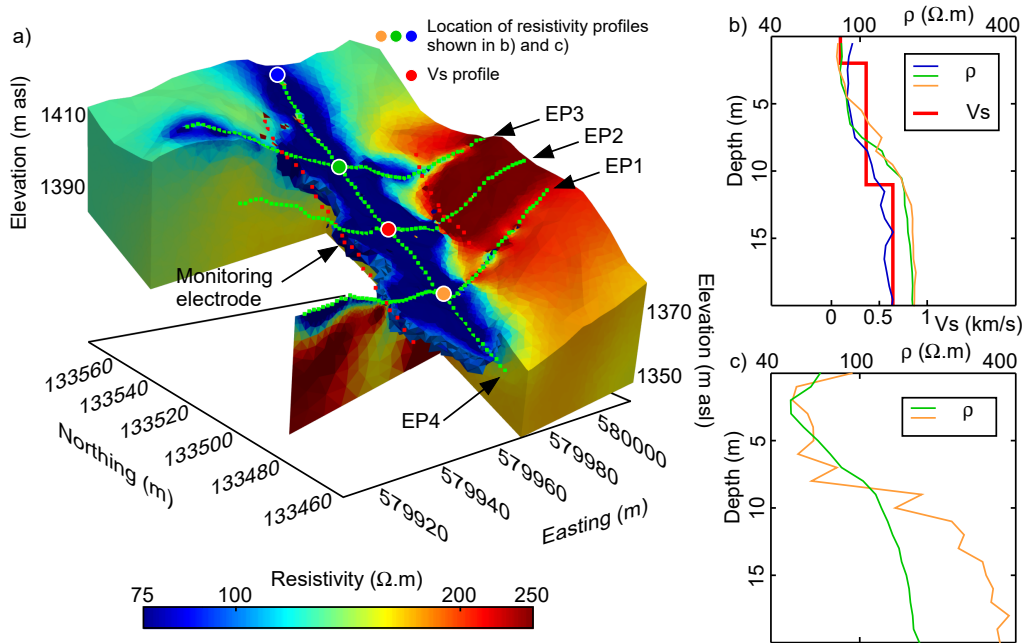 a)
Location of resistivity profiles
shown in b) and c)
Vs profile
EP3
EP2
EP1
Elevation (m asl)
1410
1390
Monitoring
electrode
EP4
1370
1350
Elevation (m asl)
133560
133540
133520
133500
133480
133460
Northing (m)
579920
579940
579960
579980
58000
Easting (m)
Resistivity (Ω.m)
75
100
200
250
b)
ρ (Ω.m)
40
100
400
ρ
Vs
Depth (m)
5
10
15
0
0.5
1
Vs (km/s)
c)
ρ (Ω.m)
40
100
400
ρ
Depth (m)
5
10
15